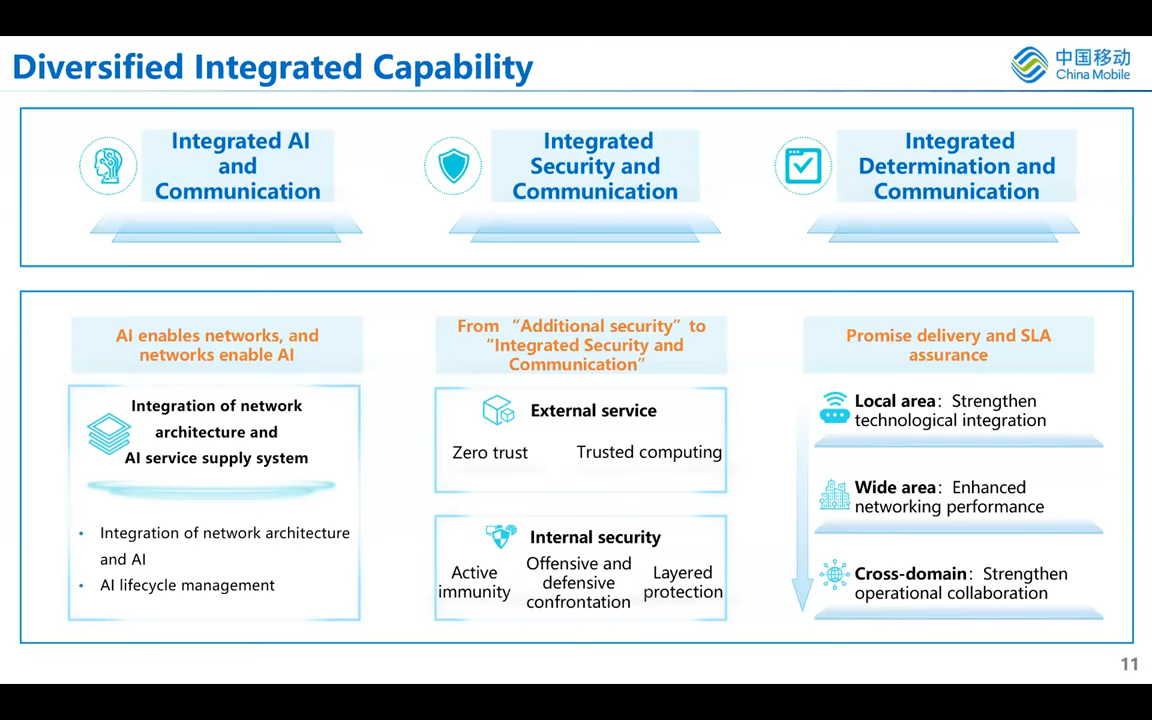 Diversified Integrated Capability
中国移动
China Mobile
Integrated AI
and
Communication
Integrated
Security and
Communication
Integrated
Determination and
Communication
AI enables networks, and
networks enable AI
Integration of network
architecture and
AI service supply system
• Integration of network architecture
and AI
• AI lifecycle management
From “Additional security” to
“Integrated Security and
Communication”
External service
Zero trust
Trusted computing
Internal security
Active
immunity
Offensive and
defensive
confrontation
Layered
protection
Promise delivery and SLA
assurance
Local area：Strengthen
technological integration
Wide area：Enhanced
networking performance
Cross-domain：Strengthen
operational collaboration
11